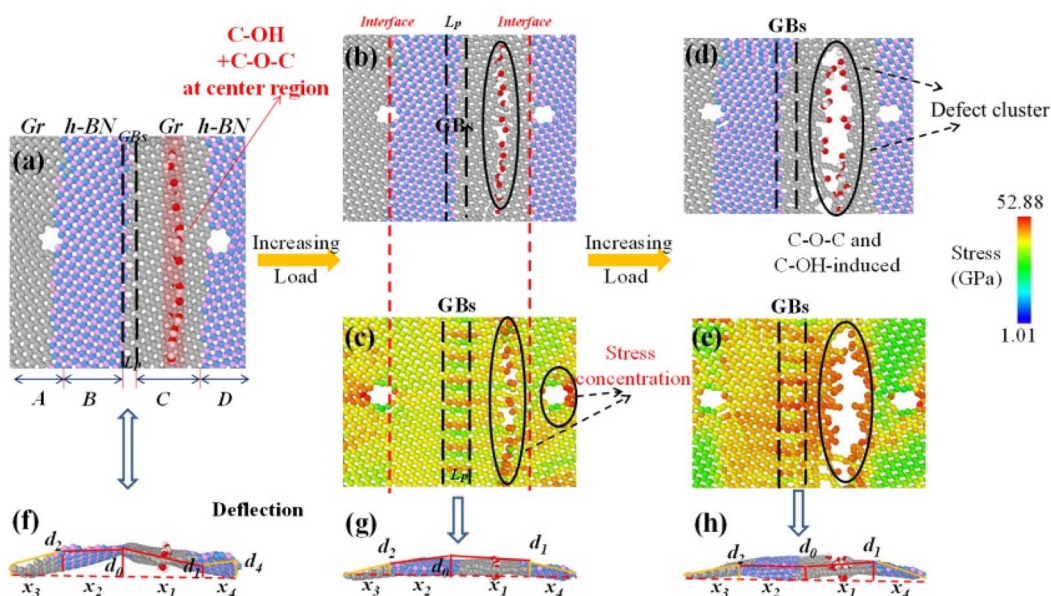 C-OH
+C-O-C
at center region
Gr h-BN GBs Gr h-BN
(a)
Lp
A B C D
Increasing
Load
Interface Lp Interface
(b)
GBs
GBs
(d)
Defect cluster
Increasing
Load
C-O-C and
C-OH-induced
52.88
Stress
(GPa)
1.01
GBs
(c)
Lp
Stress
concentration
GBs
(e)
Deflection
(f)
d2 d0 d1 d4
x3 x2 x1 x4
(g)
d2 d0 d1
x3 x2 x1 x4
(h)
d2 d0 d1
x3 x2 x1 x4